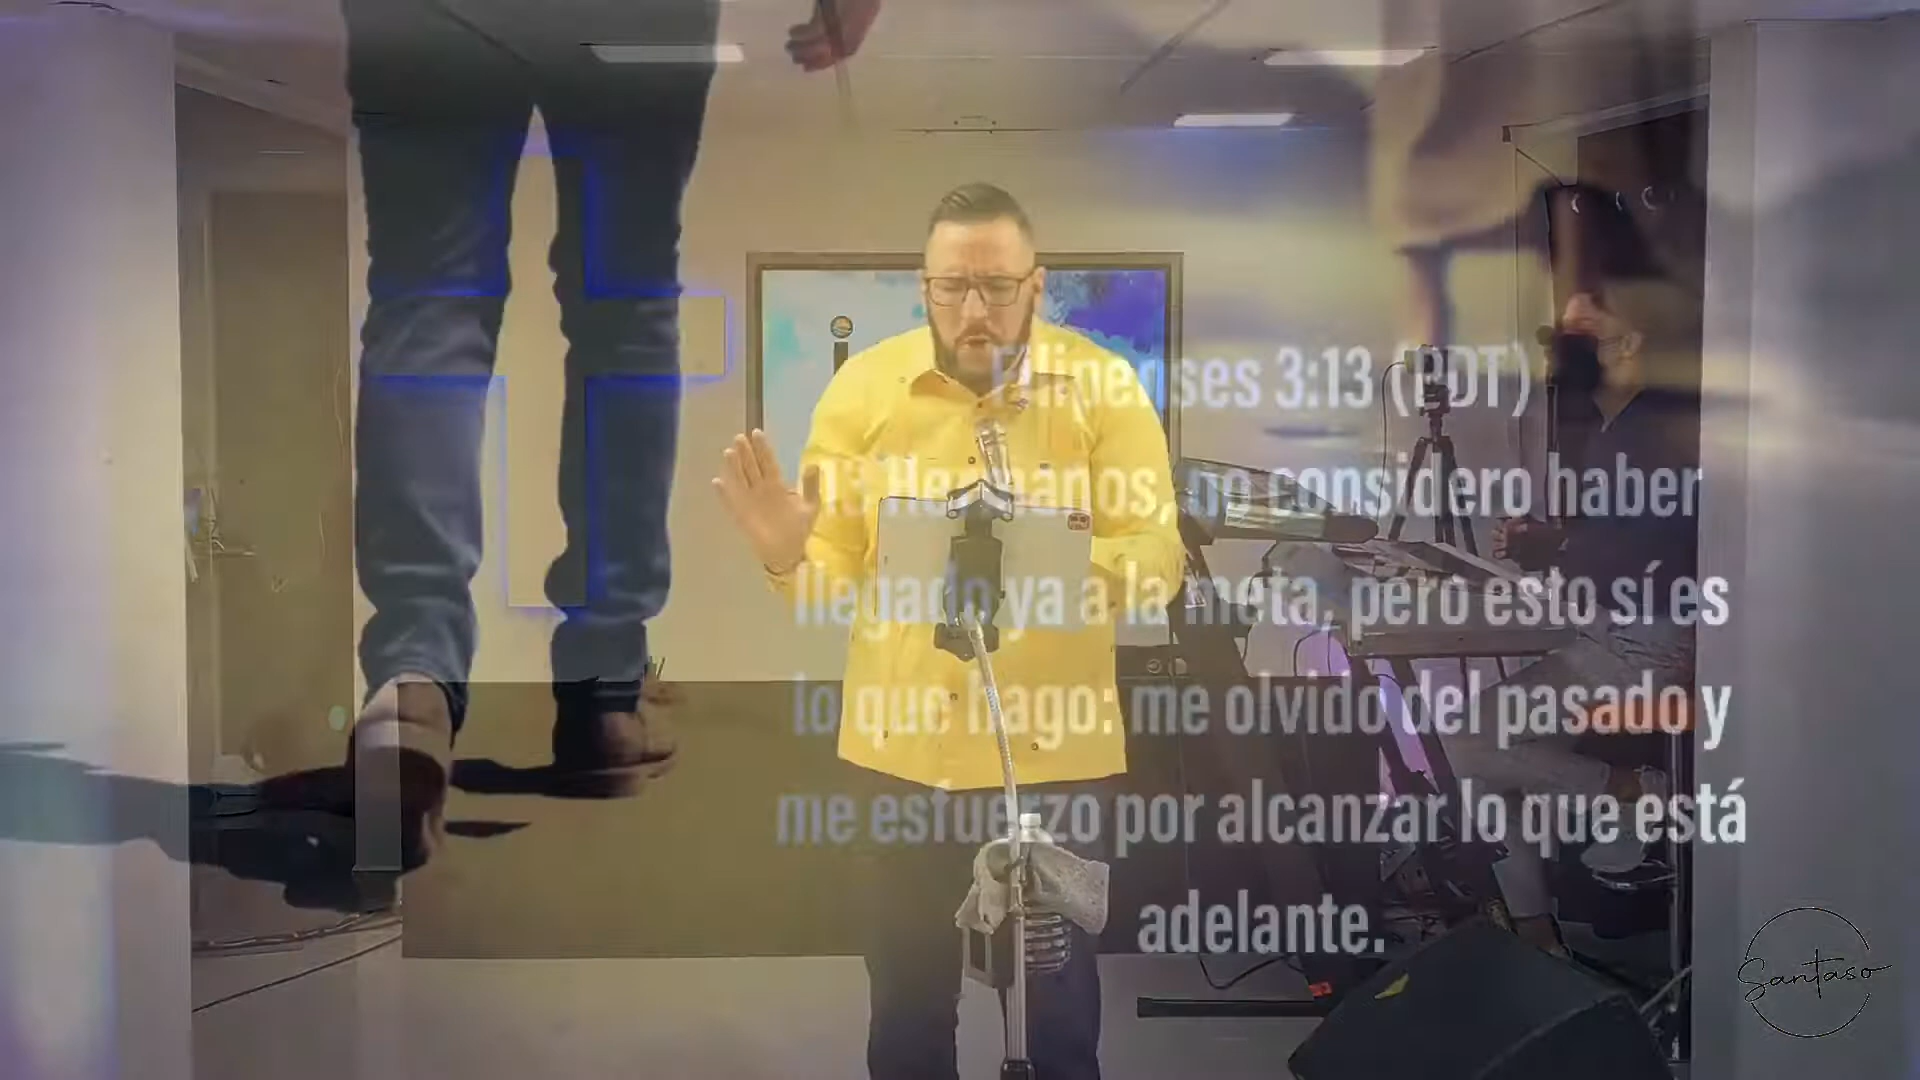 Filipenses 3:13 (PDT)
13 Hermanos, no considero haber
llegado ya a la meta, pero esto sí es
lo que hago: me olvido del pasado y
me esfuerzo por alcanzar lo que está
adelante.
Santaso